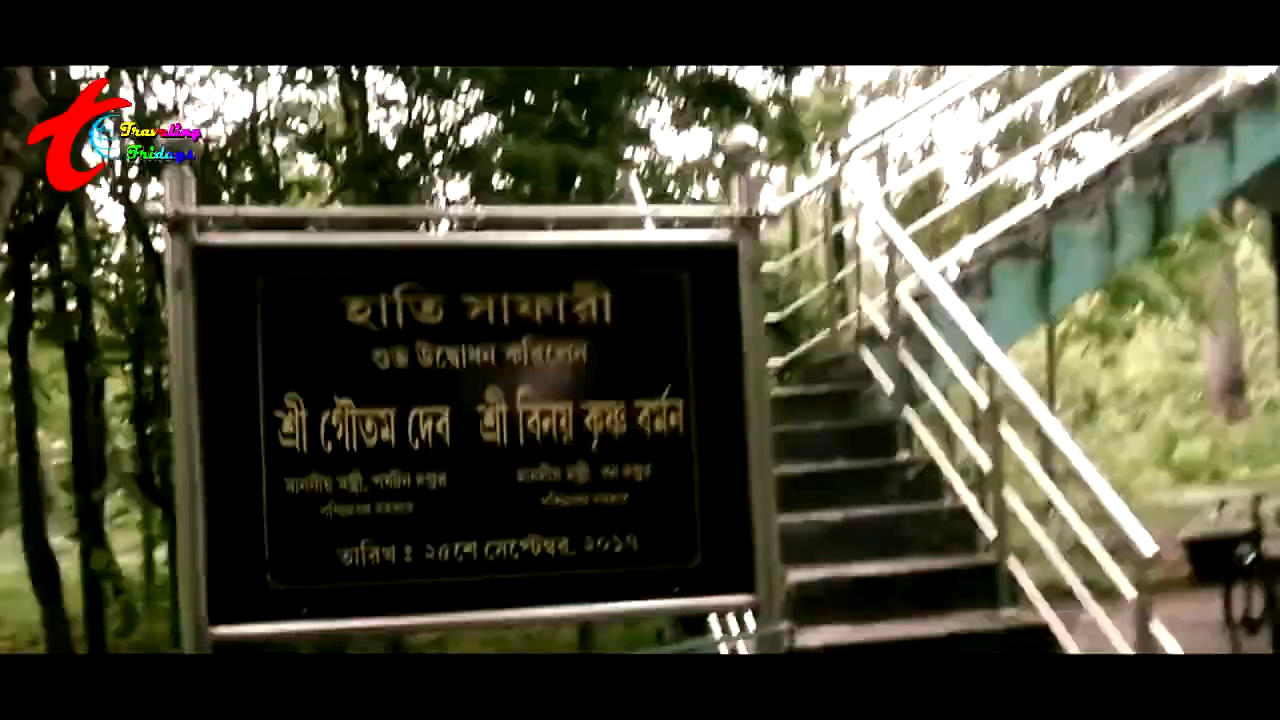 Traveling
Fridays
হাতি সাফারী
শুভ উদ্বোধন করিলেন
শ্রী গৌতম দেব শ্রী বিনয় কৃষ্ণ বর্মন
মাননীয় মন্ত্রী, পর্যটন দপ্তর মাননীয় মন্ত্রী, বন দপ্তর
পশ্চিমবঙ্গ সরকার পশ্চিমবঙ্গ সরকার
তারিখ ঃ ২৫শে সেপ্টেম্বর, ২০১৭